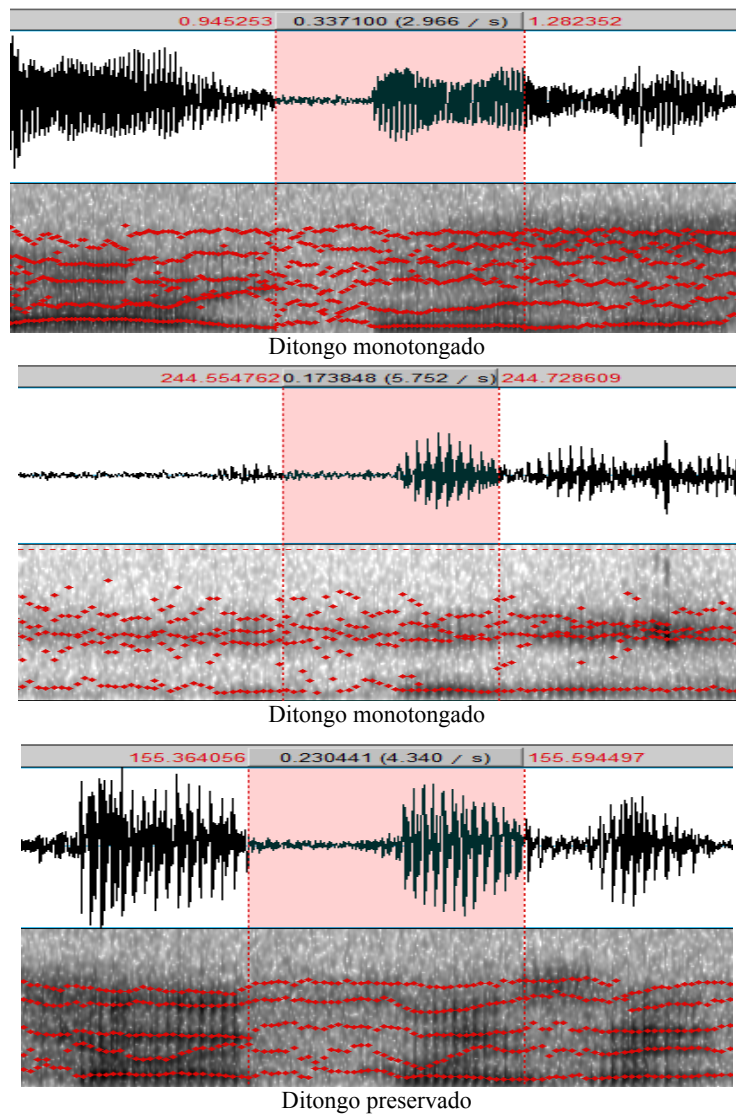 0.945253 0.337100 (2.966 / s) 1.282352
Ditongo monotongado
244.554762 0.173848 (5.752 / s) 244.728609
Ditongo monotongado
155.364056 0.230441 (4.340 / s) 155.594497
Ditongo preservado